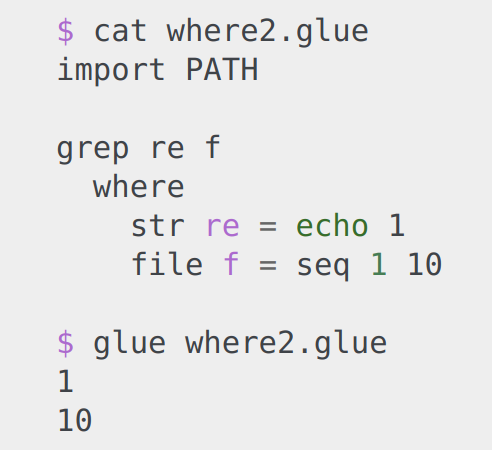 $ cat where2.glue
import PATH

grep re f
  where
    str re = echo 1
    file f = seq 1 10

$ glue where2.glue
1
10